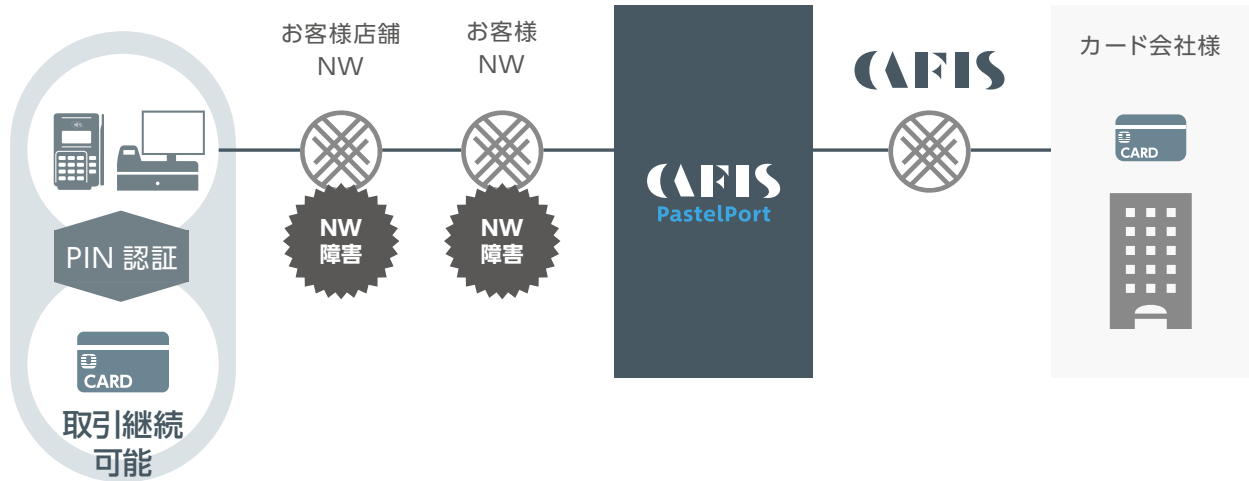 お客様店舗
NW
お客様
NW
CAFIS
カード会社様
CARD
CAFIS
PastelPort
NW
障害
NW
障害
PIN 認証
CARD
取引継続
可能